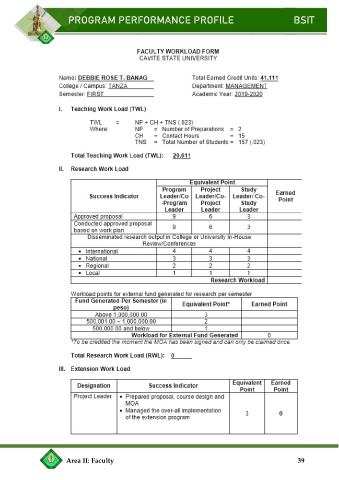 PROGRAM PERFORMANCE PROFILE BSIT
FACULTY WORKLOAD FORM
CAVITE STATE UNIVERSITY
Name: DEBBIE ROSE T. BANAG Total Earned Credit Units: 41.111
College / Campus: TANZA Department: MANAGEMENT
Semester: FIRST Academic Year: 2019-2020
I. Teaching Work Load (TWL)
TWL = NP + CH + TNS (.023)
Where: NP = Number of Preparations = 2
CH = Contact Hours = 15
TNS = Total Number of Students = 157 (.023)
Total Teaching Work Load (TWL): 20.611
II. Research Work Load
Success Indicator Equivalent Point Earned Point
Program Leader/Co-Program Leader Project Leader/Co-Project Leader Study Leader/ Co-Study Leader
Approved proposal 9 6 3
Conducted approved proposal based on work plan 9 6 3
Disseminated research output in College or University In-House Review/Conferences
• International 4 4 4
• National 3 3 3
• Regional 2 2 2
• Local 1 1 1
Research Workload
Workload points for external fund generated for research per semester
Fund Generated Per Semester (in peso) Equivalent Point* Earned Point
Above 1,000,000.00 3
500,001.00 – 1,000,000.00 2
500,000.00 and below 1
Workload for External Fund Generated 0
*To be credited the moment the MOA has been signed and can only be claimed once.
Total Research Work Load (RWL): 0
III. Extension Work Load
Designation Success Indicator Equivalent Point Earned Point
Project Leader • Prepared proposal, course design and MOA
• Managed the over-all implementation of the extension program 3 0
Area II: Faculty 39